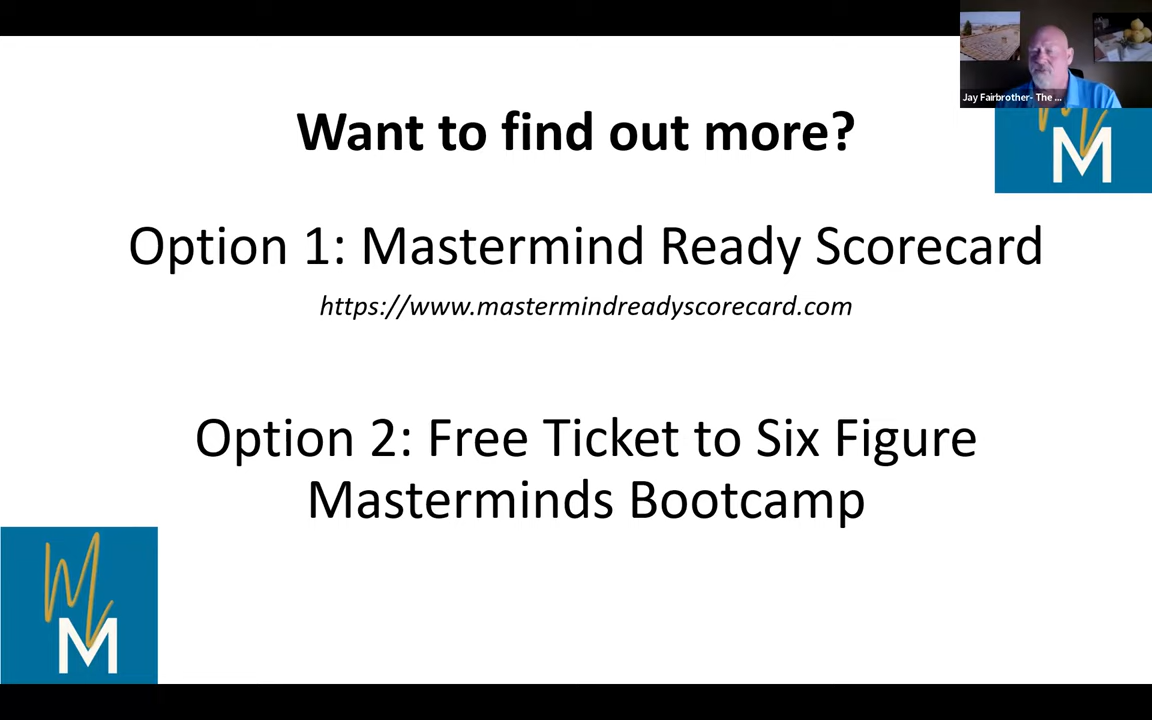 Jay Fairbrother- The ...
Want to find out more?
M
Option 1: Mastermind Ready Scorecard
https://www.mastermindreadyscorecard.com
Option 2: Free Ticket to Six Figure
Masterminds Bootcamp
M
M